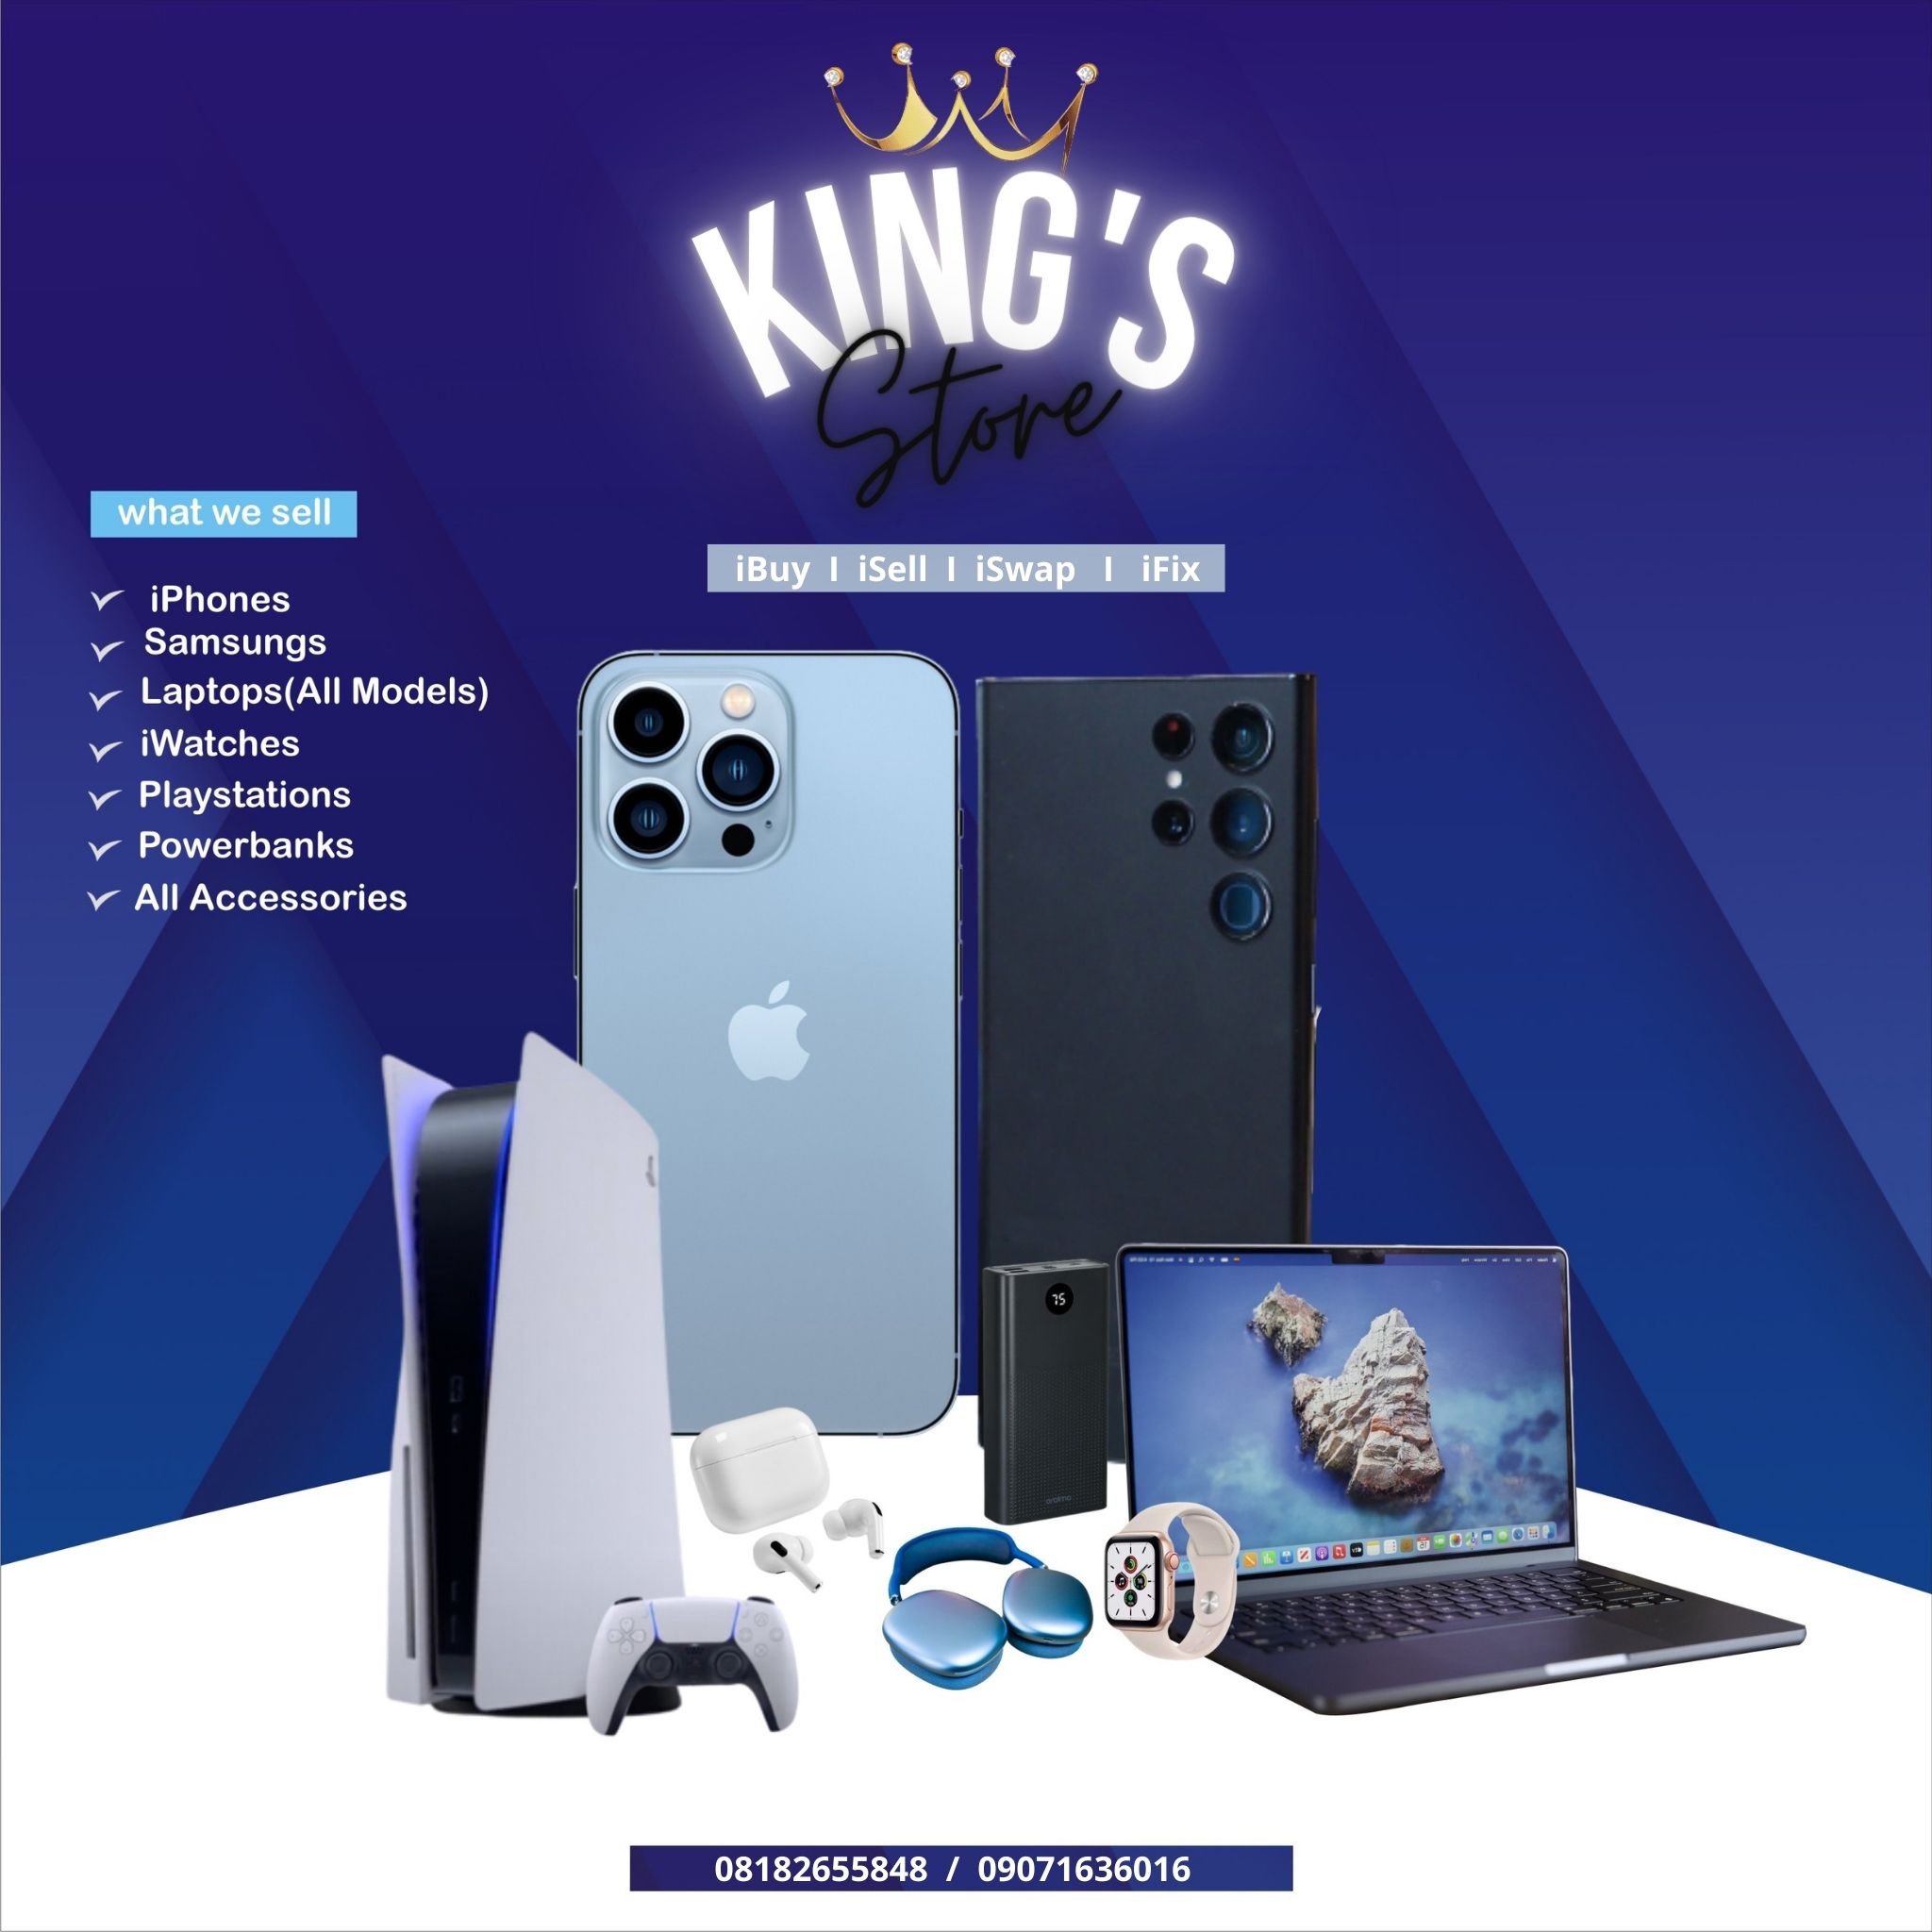 KING'S
Store
what we sell
iBuy I iSell I iSwap I iFix
iPhones
Samsungs
Laptops(All Models)
iWatches
Playstations
Powerbanks
All Accessories
75
oraimo
08182655848 / 09071636016